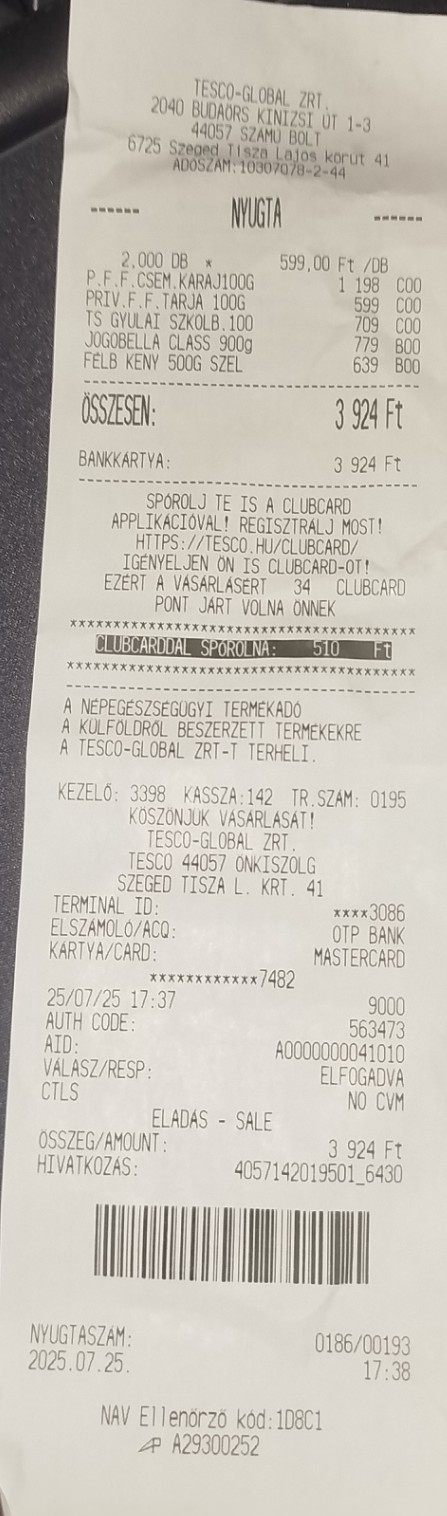 TESCO-GLOBAL ZRT.
2040 BUDAÖRS KINIZSI ÚT 1-3
44057 SZÁMÚ BOLT
6725 Szeged Tisza Lajos körút 41
ADÓSZÁM:10307078-2-44
------ NYUGTA ------
2,000 DB * 599,00 Ft /DB
P.F.F.CSEM.KARAJ100G 1 198 C00
PRIV.F.F.TARJA 100G 599 C00
TS GYULAI SZKOLB.100 709 C00
JOGOBELLA CLASS 900g 779 B00
FÉLB KENY 500G SZEL 639 B00
ÖSSZESEN: 3 924 Ft
BANKKÁRTYA: 3 924 Ft
SPÓROLJ TE IS A CLUBCARD
APPLIKÁCIÓVAL! REGISZTRÁLJ MOST!
HTTPS://TESCO.HU/CLUBCARD/
IGÉNYELJEN ÖN IS CLUBCARD-OT!
EZÉRT A VÁSÁRLÁSÉRT 34 CLUBCARD
PONT JÁRT VOLNA ÖNNEK
****************************************
CLUBCARDDAL SPÓROLNA: 510 Ft
****************************************
A NÉPEGÉSZSÉGÜGYI TERMÉKADÓ
A KÜLFÖLDRŐL BESZERZETT TERMÉKEKRE
A TESCO-GLOBAL ZRT-T TERHELI.
KEZELŐ: 3398 KASSZA:142 TR.SZÁM: 0195
KÖSZÖNJÜK VÁSÁRLÁSÁT!
TESCO-GLOBAL ZRT.
TESCO 44057 ÖNKISZOLG
SZEGED TISZA L. KRT. 41
TERMINAL ID: ****3086
ELSZÁMOLÓ/ACQ: OTP BANK
KÁRTYA/CARD: MASTERCARD
************7482
25/07/25 17:37 9000
AUTH CODE: 563473
AID: A0000000041010
VÁLASZ/RESP: ELFOGADVA
CTLS NO CVM
ELADÁS - SALE
ÖSSZEG/AMOUNT: 3 924 Ft
HIVATKOZÁS: 4057142019501_6430
NYUGTASZÁM: 0186/00193
2025.07.25. 17:38
NAV Ellenőrző kód:1D8C1
AP A29300252